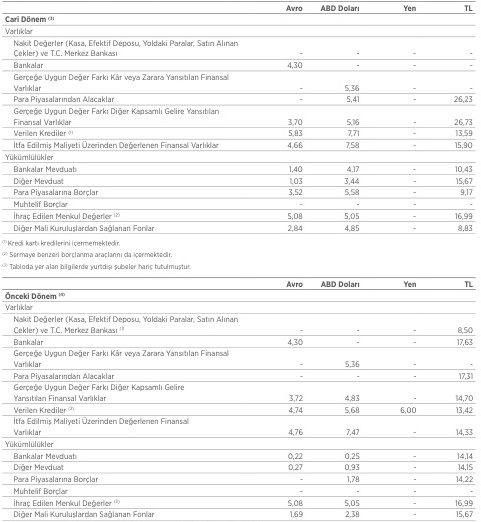 Avro ABD Doları Yen TL
Cari Dönem (3)
Varlıklar
Nakit Değerler (Kasa, Efektif Deposu, Yoldaki Paralar, Satın Alınan
Çekler) ve T.C. Merkez Bankası - - - -
Bankalar 4,30 - - -
Gerçeğe Uygun Değer Farkı Kâr veya Zarara Yansıtılan Finansal
Varlıklar - 5,36 - -
Para Piyasalarından Alacaklar - 5,41 - 26,23
Gerçeğe Uygun Değer Farkı Diğer Kapsamlı Gelire Yansıtılan
Finansal Varlıklar 3,70 5,16 - 26,73
Verilen Krediler (1) 5,83 7,71 - 13,59
İtfa Edilmiş Maliyeti Üzerinden Değerlenen Finansal Varlıklar 4,66 7,58 - 15,90
Yükümlülükler
Bankalar Mevduatı 1,40 4,17 - 10,43
Diğer Mevduat 1,03 3,44 - 15,67
Para Piyasalarına Borçlar 3,52 5,58 - 9,17
Muhtelif Borçlar - - - -
İhraç Edilen Menkul Değerler (2) 5,08 5,05 - 16,99
Diğer Mali Kuruluşlardan Sağlanan Fonlar 2,84 4,85 - 8,83
(1) Kredi kartı kredilerini içermemektedir.
(2) Sermaye benzeri borçlanma araçlarını da içermektedir.
(3) Tabloda yer alan bilgilerde yurtdışı şubeler hariç tutulmuştur.
Avro ABD Doları Yen TL
Önceki Dönem (4)
Varlıklar
Nakit Değerler (Kasa, Efektif Deposu, Yoldaki Paralar, Satın Alınan
Çekler) ve T.C. Merkez Bankası (1) - - - 8,50
Bankalar 4,30 - - 17,63
Gerçeğe Uygun Değer Farkı Kâr veya Zarara Yansıtılan Finansal
Varlıklar - 5,36 - -
Para Piyasalarından Alacaklar - - - 17,31
Gerçeğe Uygun Değer Farkı Diğer Kapsamlı Gelire
Yansıtılan Finansal Varlıklar 3,72 4,83 - 14,70
Verilen Krediler (2) 4,74 5,68 6,00 13,42
İtfa Edilmiş Maliyeti Üzerinden Değerlenen Finansal
Varlıklar 4,76 7,47 - 14,33
Yükümlülükler
Bankalar Mevduatı 0,22 0,25 - 14,14
Diğer Mevduat 0,27 0,93 - 14,15
Para Piyasalarına Borçlar - 1,78 - 14,22
Muhtelif Borçlar - - - -
İhraç Edilen Menkul Değerler (3) 5,08 5,05 - 16,99
Diğer Mali Kuruluşlardan Sağlanan Fonlar 1,69 2,38 - 15,67